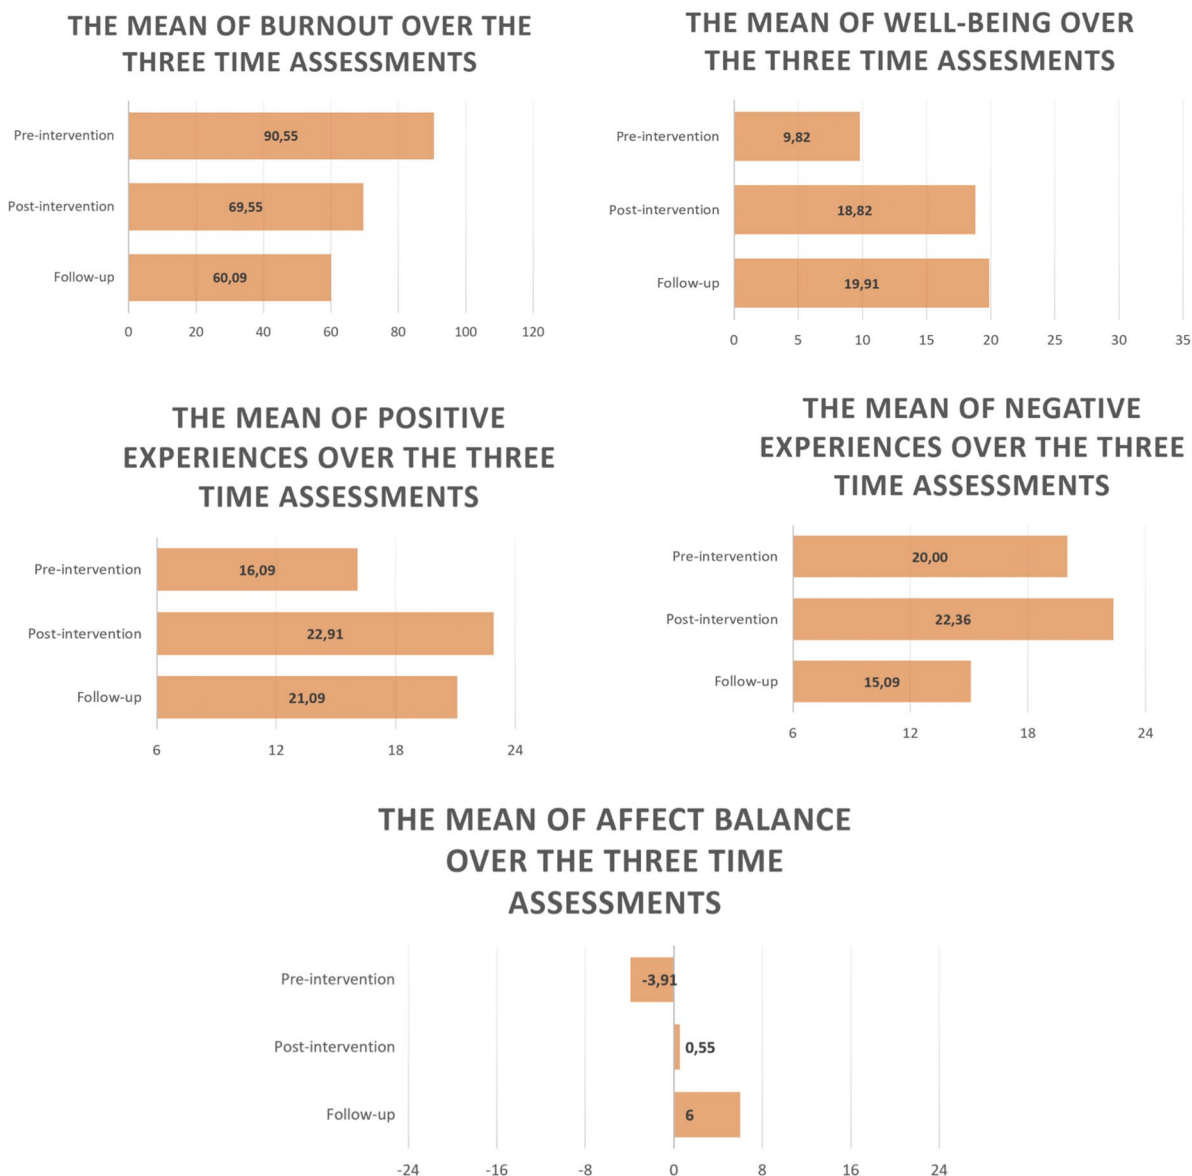 THE MEAN OF BURNOUT OVER THE
THREE TIME ASSESSMENTS
Pre-intervention
90,55
Post-intervention
69,55
Follow-up
60,09
0 20 40 60 80 100 120
THE MEAN OF WELL-BEING OVER
THE THREE TIME ASSESMENTS
Pre-intervention
9,82
Post-intervention
18,82
Follow-up
19,91
0 5 10 15 20 25 30 35
THE MEAN OF POSITIVE
EXPERIENCES OVER THE THREE
TIME ASSESSMENTS
Pre-intervention
16,09
Post-intervention
22,91
Follow-up
21,09
6 12 18 24
THE MEAN OF NEGATIVE
EXPERIENCES OVER THE THREE
TIME ASSESSMENTS
Pre-intervention
20,00
Post-intervention
22,36
Follow-up
15,09
6 12 18 24
THE MEAN OF AFFECT BALANCE
OVER THE THREE TIME
ASSESSMENTS
Pre-intervention
-3,91
Post-intervention
0,55
Follow-up
6
-24 -16 -8 0 8 16 24